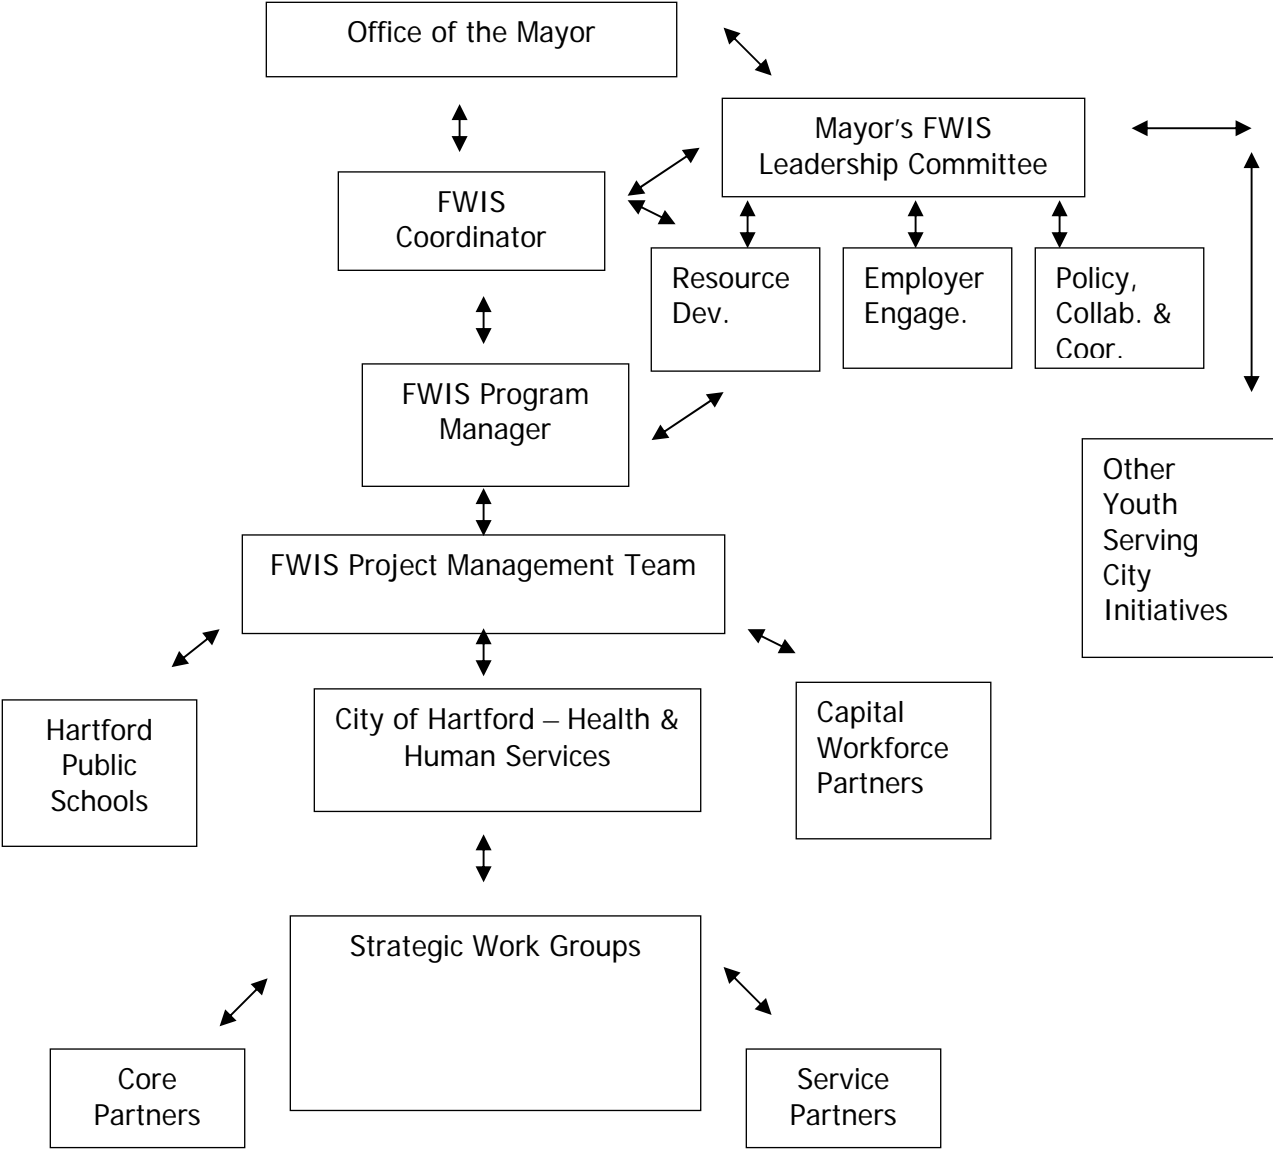 Office of the Mayor
Mayor’s FWIS
Leadership Committee
FWIS
Coordinator
Resource
Dev.
Employer
Engage.
Policy,
Collab. &
Coor.
FWIS Program
Manager
Other
Youth
Serving
City
Initiatives
FWIS Project Management Team
Hartford
Public
Schools
City of Hartford – Health &
Human Services
Capital
Workforce
Partners
Strategic Work Groups
Core
Partners
Service
Partners